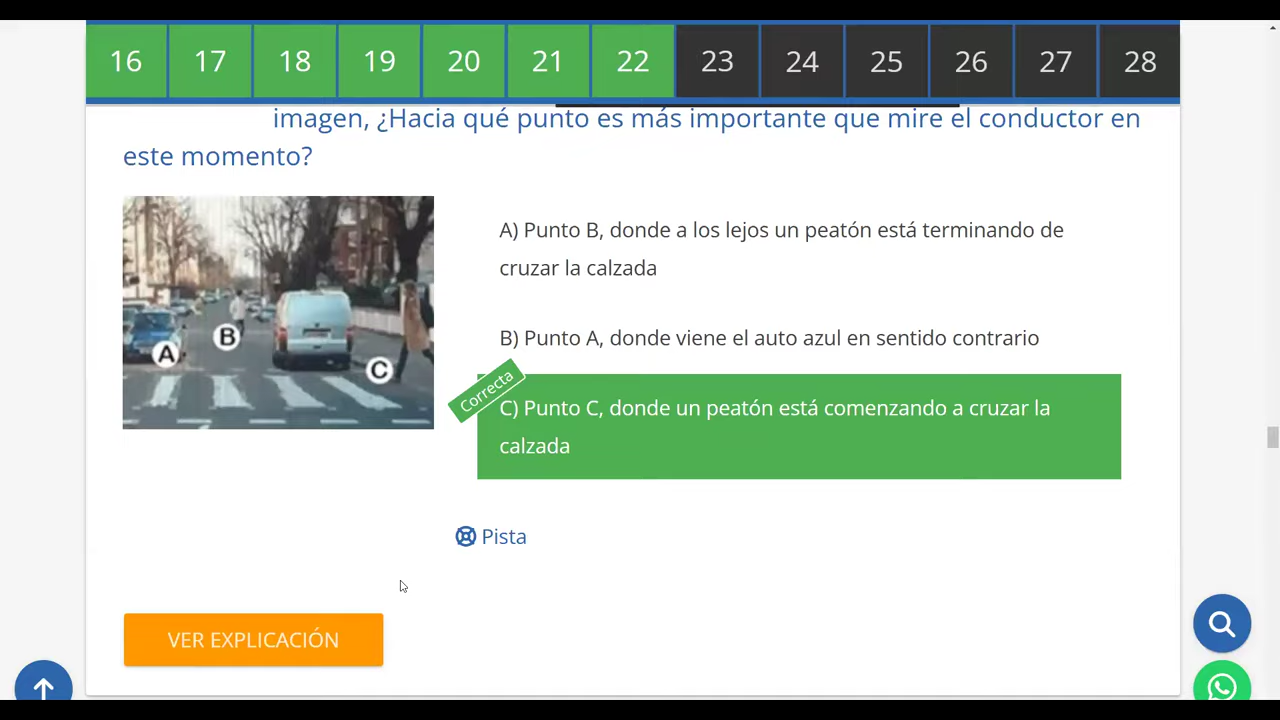 16 17 18 19 20 21 22 23 24 25 26 27 28
imagen, ¿Hacia qué punto es más importante que mire el conductor en
este momento?
A) Punto B, donde a los lejos un peatón está terminando de
cruzar la calzada
B) Punto A, donde viene el auto azul en sentido contrario
Correcta
C) Punto C, donde un peatón está comenzando a cruzar la
calzada
A
B
C
Pista
VER EXPLICACIÓN